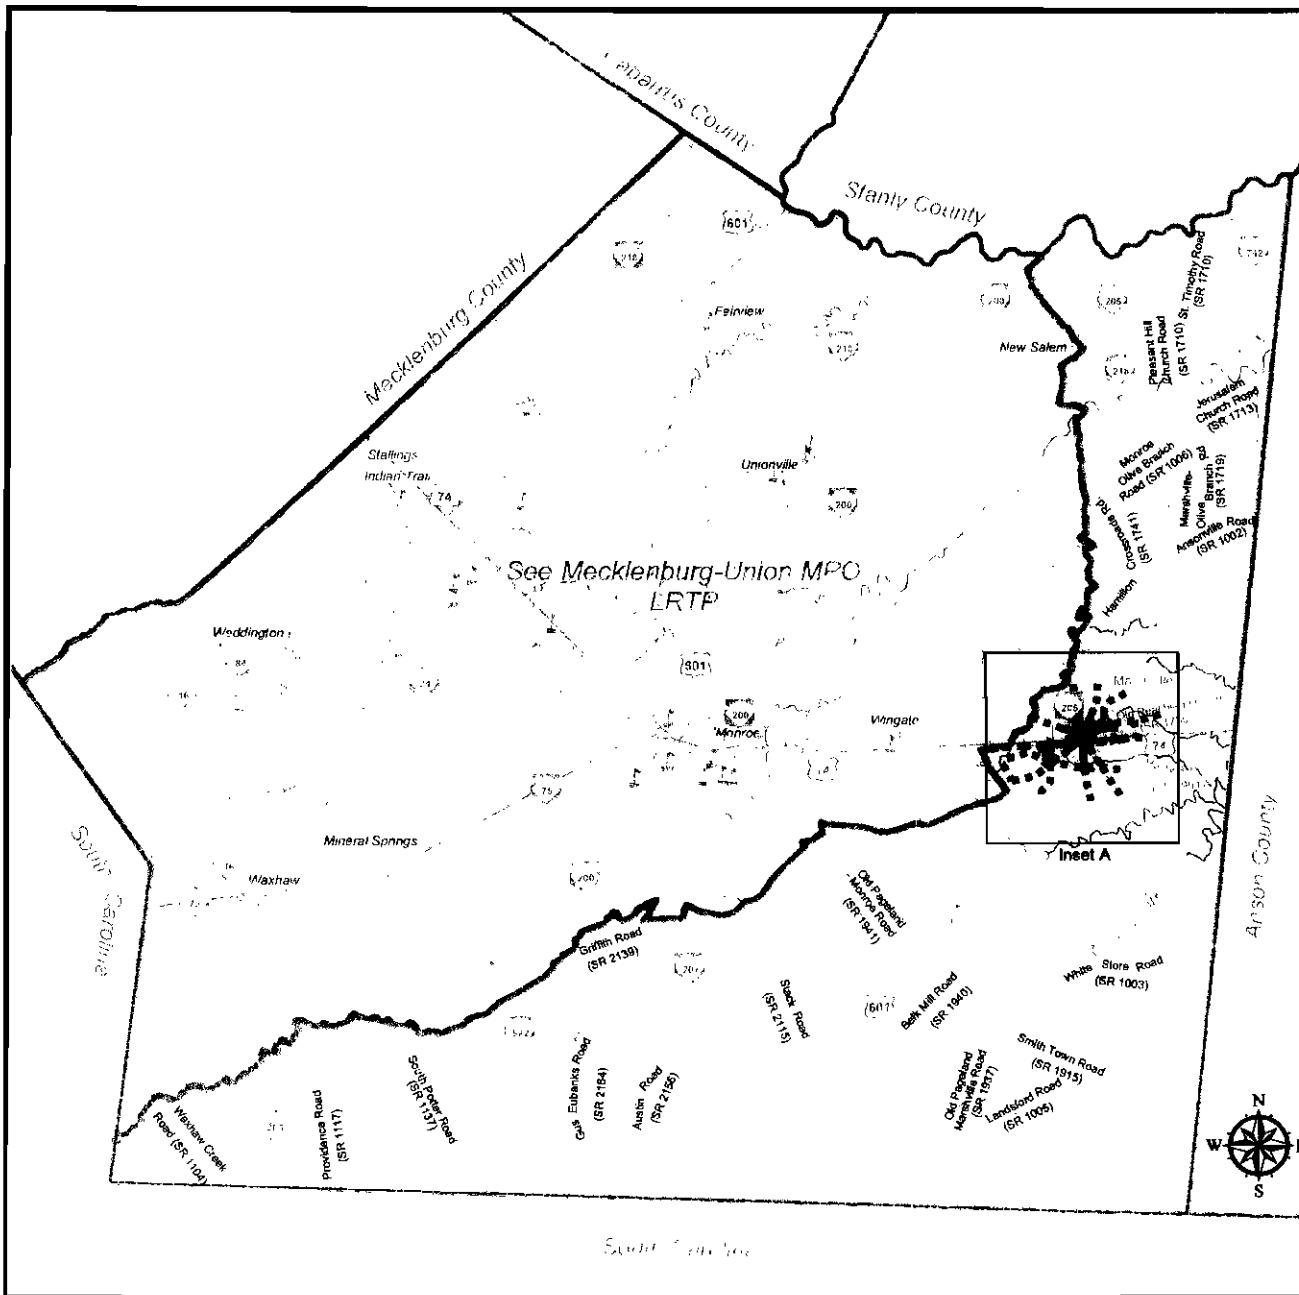 County
Stanly County
Mecklenburg County
601
218
Fairview
200
205
742
New Salem
218
St. Timothy Road
(SR 1710)
Pleasant Hill
Church Road
(SR 1710)
Jerusalem
Church Road
(SR 1713)
Stallings
Indian Trail
74
Unionville
200
Monroe
Olive Branch
Road (SR 1006)
Marshville-
Olive Branch Rd
(SR 1719)
Ansonville Road
(SR 1002)
Crossroads Rd.
(SR 1741)
Hamilton
See Mecklenburg-Union MPO
LRTP
Weddington
84
16
601
200
Monroe
Wingate
205
74
75
Mineral Springs
16
Waxhaw
200
Inset A
South Carolina
Anson County
Old Pageland
Monroe Road
(SR 1941)
Griffith Road
(SR 2139)
207
Stack Road
(SR 2115)
601
Belk Mill Road
(SR 1940)
White Store Road
(SR 1003)
522
Smith Town Road
(SR 1915)
Old Pageland
Marshville Road
(SR 1937)
Landsford Road
(SR 1005)
South Potter Road
(SR 1137)
Gus Eubanks Road
(SR 2164)
Austin Road
(SR 2156)
Providence Road
(SR 1117)
Waxhaw Creek
Road (SR 1104)
N
W
S